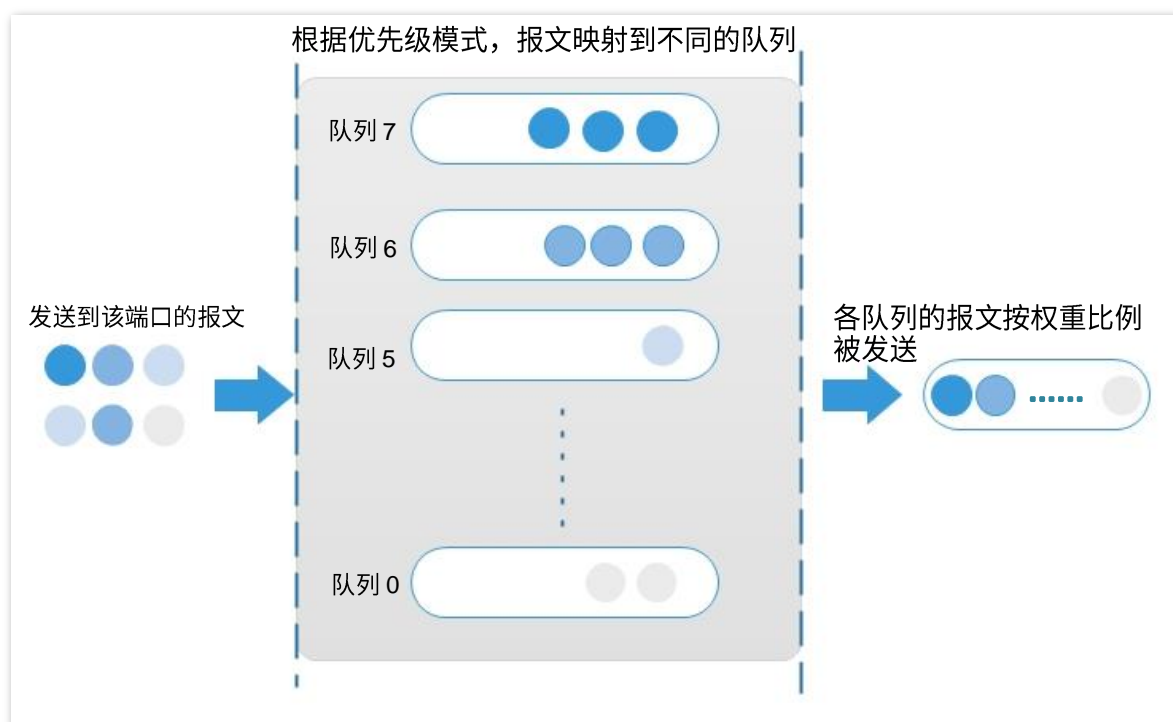 根据优先级模式，报文映射到不同的队列
队列 7
队列 6
发送到该端口的报文
队列 5
各队列的报文按权重比例
被发送
队列 0